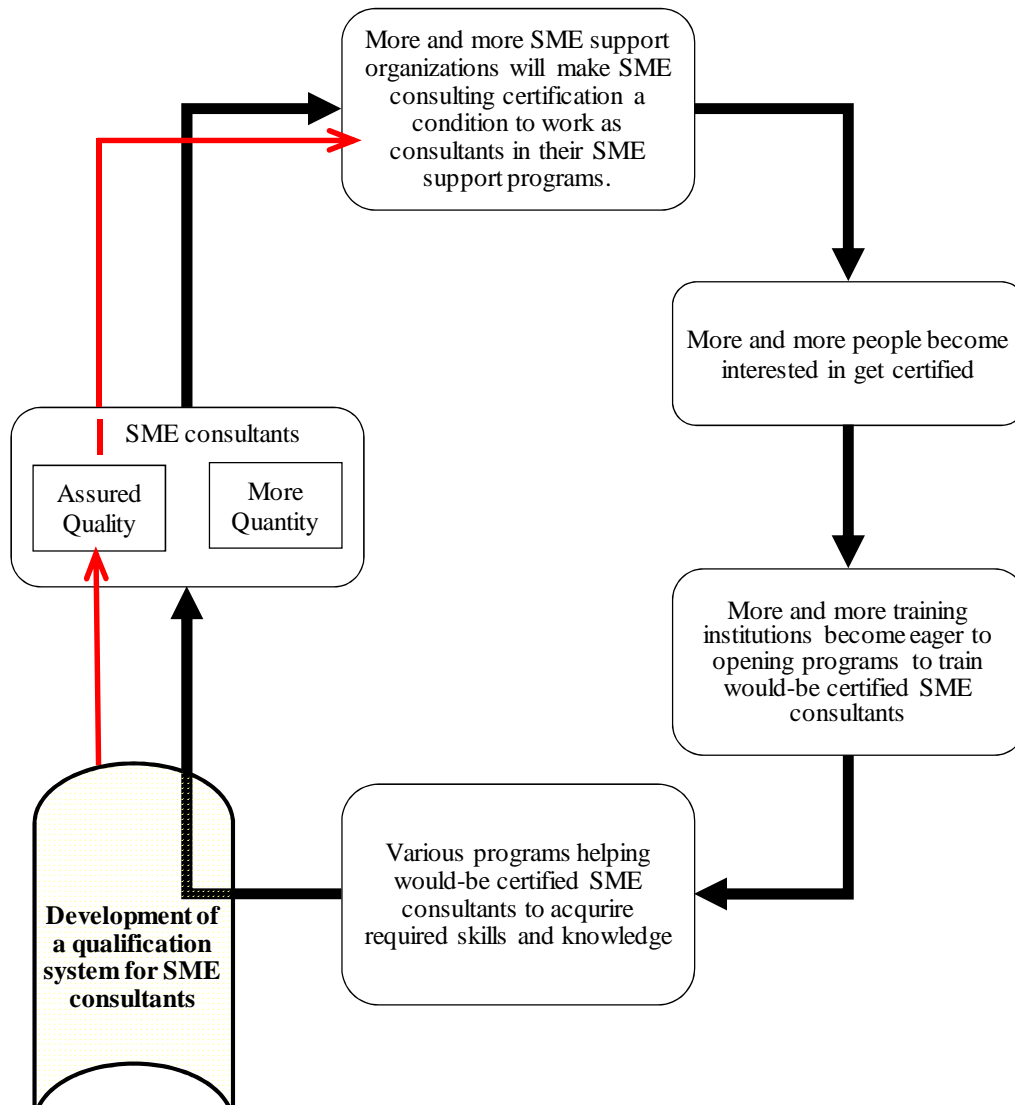 More and more SME support
organizations will make SME
consulting certification a
condition to work as
consultants in their SME
support programs.
More and more people become
interested in get certified
SME consultants
Assured
Quality
More
Quantity
More and more training
institutions become eager to
opening programs to train
would-be certified SME
consultants
Various programs helping
would-be certified SME
consultants to acqurire
required skills and knowledge
Development of
a qualification
system for SME
consultants